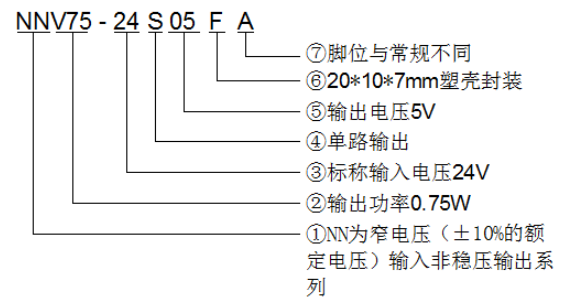 NNV75-24S05FA
⑦脚位与常规不同
⑥20*10*7mm塑壳封装
⑤输出电压5V
④单路输出
③标称输入电压24V
②输出功率0.75W
①NN为窄电压（±10%的额
定电压）输入非稳压输出系
列